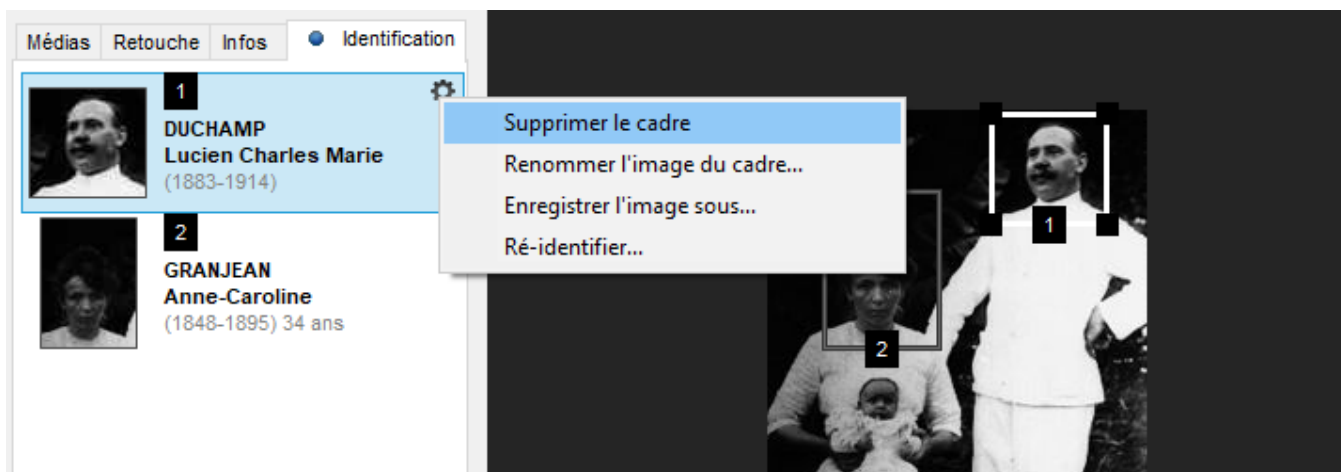 Médias Retouche Infos Identification
1
DUCHAMP
Lucien Charles Marie
(1883-1914)
2
GRANJEAN
Anne-Caroline
(1848-1895) 34 ans
Supprimer le cadre
Renommer l'image du cadre...
Enregistrer l'image sous...
Ré-identifier...
1
2